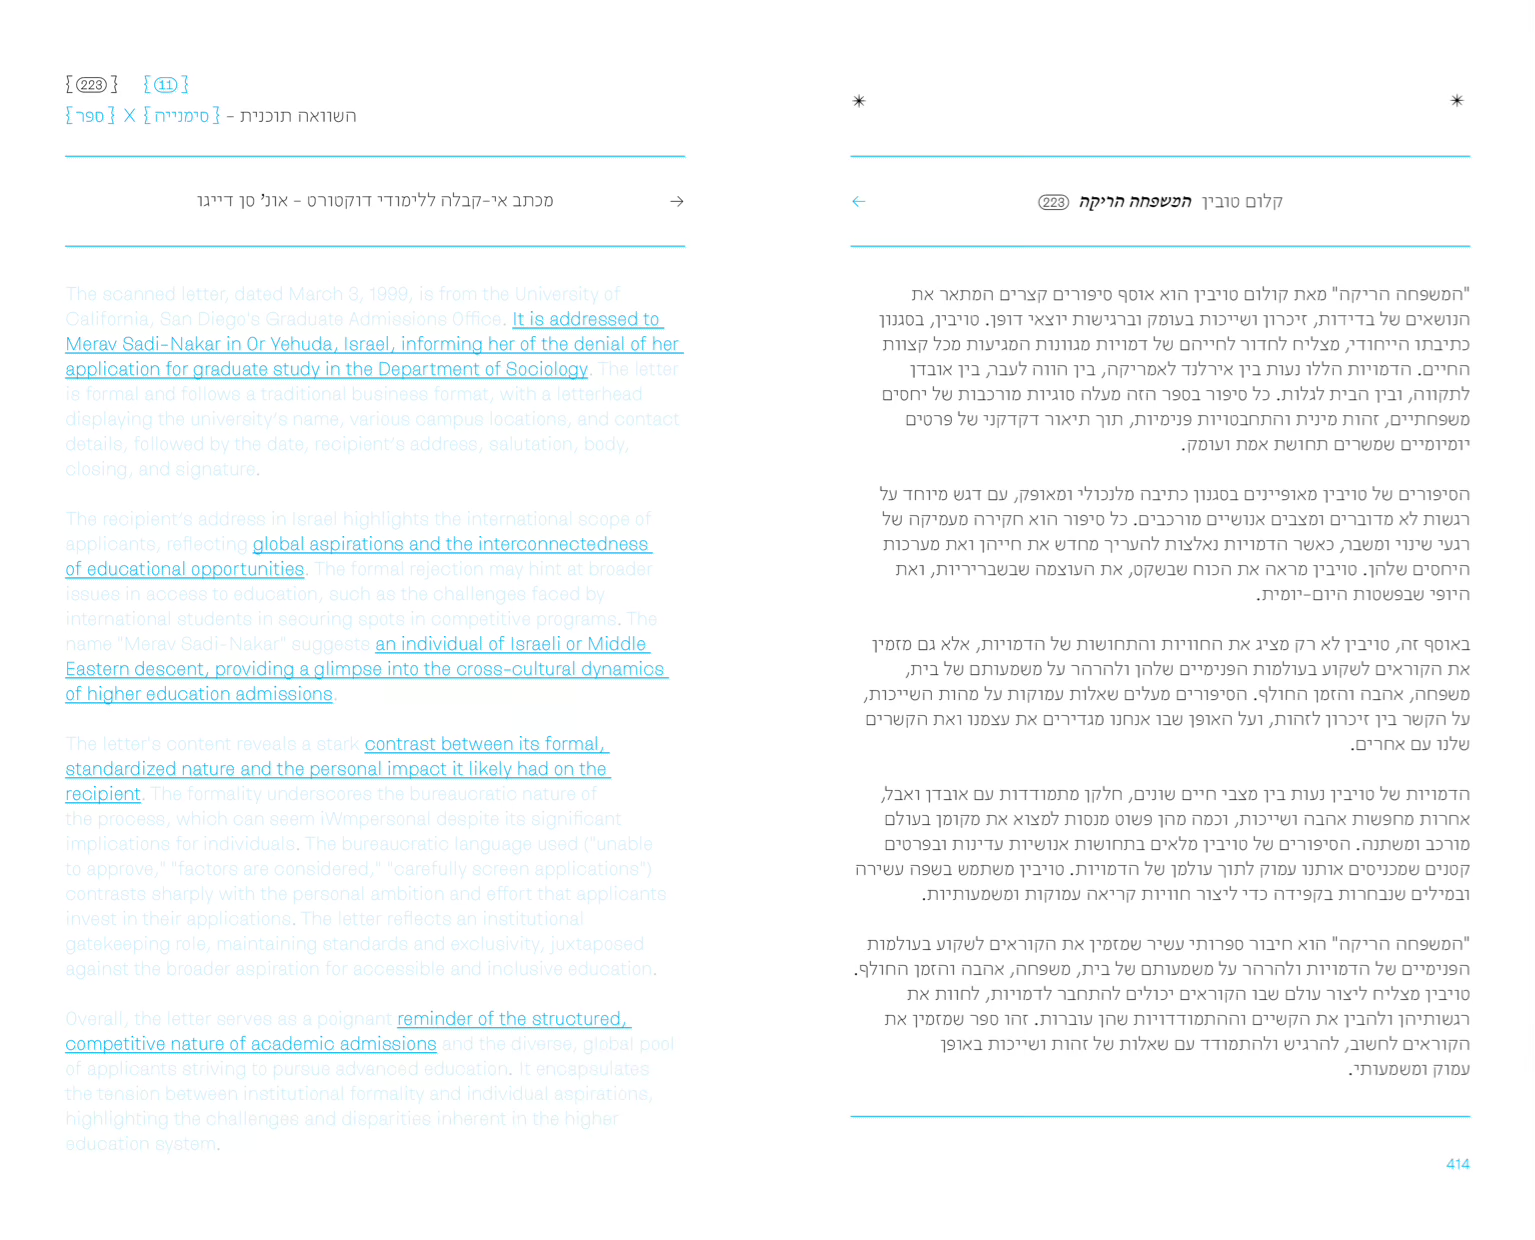 {223} {11}
השוואה תוכנית - {סימנייה} X {ספר}
→ מכתב אי-קבלה ללימודי דוקטורט - אונ' סן דייגו
The scanned letter, dated March 3, 1999, is from the University of
California, San Diego's Graduate Admissions Office. It is addressed to
Merav Sadi-Nakar in Or Yehuda, Israel, informing her of the denial of her
application for graduate study in the Department of Sociology. The letter
is formal and follows a traditional business format, with a letterhead
displaying the university's name, various campus locations, and contact
details, followed by the date, recipient's address, salutation, body,
closing, and signature.
The recipient's address in Israel highlights the international scope of
applicants, reflecting global aspirations and the interconnectedness
of educational opportunities. The formal rejection may hint at broader
issues in access to education, such as the challenges faced by
international students in securing spots in competitive programs. The
name "Merav Sadi-Nakar" suggests an individual of Israeli or Middle
Eastern descent, providing a glimpse into the cross-cultural dynamics
of higher education admissions.
The letter's content reveals a stark contrast between its formal,
standardized nature and the personal impact it likely had on the
recipient. The formality underscores the bureaucratic nature of
the process, which can seem iWmpersonal despite its significant
implications for individuals. The bureaucratic language used ("unable
to approve," "factors are considered," "carefully screen applications")
contrasts sharply with the personal ambition and effort that applicants
invest in their applications. The letter reflects an institutional
gatekeeping role, maintaining standards and exclusivity, juxtaposed
against the broader aspiration for accessible and inclusive education.
Overall, the letter serves as a poignant reminder of the structured,
competitive nature of academic admissions and the diverse, global pool
of applicants striving to pursue advanced education. It encapsulates
the tension between institutional formality and individual aspirations,
highlighting the challenges and disparities inherent in the higher
education system.
✴ ✴
קלום טובין המשפחה הריקה 223 ←
"המשפחה הריקה" מאת קולום טויבין הוא אוסף סיפורים קצרים המתאר את
הנושאים של בדידות, זיכרון ושייכות בעומק וברגישות יוצאי דופן. טויבין, בסגנון
כתיבתו הייחודי, מצליח לחדור לחייהם של דמויות מגוונות המגיעות מכל קצוות
החיים. הדמויות הללו נעות בין אירלנד לאמריקה, בין הווה לעבר, בין אובדן
לתקווה, ובין הבית לגלות. כל סיפור בספר הזה מעלה סוגיות מורכבות של יחסים
משפחתיים, זהות מינית והתחבטויות פנימיות, תוך תיאור דקדקני של פרטים
יומיומיים שמשרים תחושת אמת ועומק.
הסיפורים של טויבין מאופיינים בסגנון כתיבה מלנכולי ומאופק, עם דגש מיוחד על
רגשות לא מדוברים ומצבים אנושיים מורכבים. כל סיפור הוא חקירה מעמיקה של
רגעי שינוי ומשבר, כאשר הדמויות נאלצות להעריך מחדש את חייהן ואת מערכות
היחסים שלהן. טויבין מראה את הכוח שבשקט, את העוצמה שבשבריריות, ואת
היופי שבפשטות היום-יומית.
באוסף זה, טויבין לא רק מציג את החוויות והתחושות של הדמויות, אלא גם מזמין
את הקוראים לשקוע בעולמות הפנימיים שלהן ולהרהר על משמעותם של בית,
משפחה, אהבה והזמן החולף. הסיפורים מעלים שאלות עמוקות על מהות השייכות,
על הקשר בין זיכרון לזהות, ועל האופן שבו אנחנו מגדירים את עצמנו ואת הקשרים
שלנו עם אחרים.
הדמויות של טויבין נעות בין מצבי חיים שונים, חלקן מתמודדות עם אובדן ואבל,
אחרות מחפשות אהבה ושייכות, וכמה מהן פשוט מנסות למצוא את מקומן בעולם
מורכב ומשתנה. הסיפורים של טויבין מלאים בתחושות אנושיות עדינות ובפרטים
קטנים שמכניסים אותנו עמוק לתוך עולמן של הדמויות. טויבין משתמש בשפה עשירה
ובמילים שנבחרות בקפידה כדי ליצור חוויות קריאה עמוקות ומשמעותיות.
"המשפחה הריקה" הוא חיבור ספרותי עשיר שמזמין את הקוראים לשקוע בעולמות
הפנימיים של הדמויות ולהרהר על משמעותם של בית, משפחה, אהבה והזמן החולף.
טויבין מצליח ליצור עולם שבו הקוראים יכולים להתחבר לדמויות, לחוות את
רגשותיהן ולהבין את הקשיים וההתמודדויות שהן עוברות. זהו ספר שמזמין את
הקוראים לחשוב, להרגיש ולהתמודד עם שאלות של זהות ושייכות באופן
עמוק ומשמעותי.
414